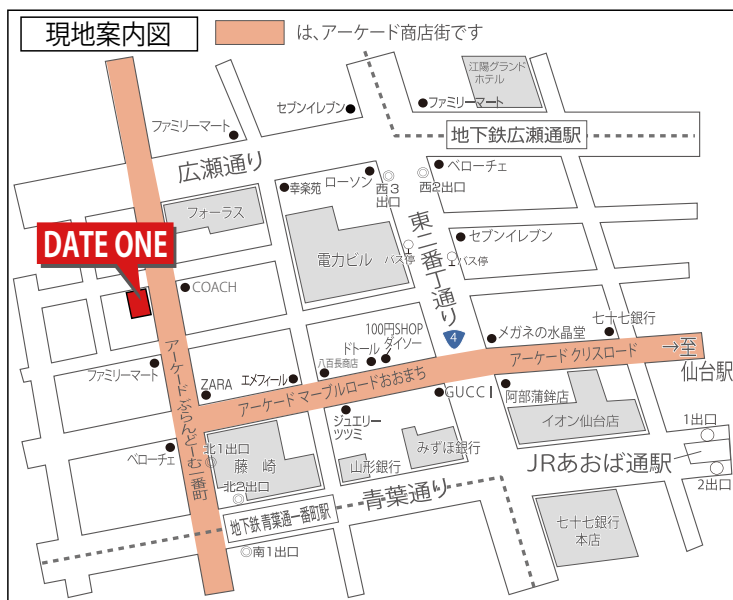 現地案内図
は、アーケード商店街です
江陽グランド
ホテル
セブンイレブン
ファミリーマート
ファミリーマート
地下鉄広瀬通駅
広瀬通り
ベローチェ
ローソン
幸楽苑
西3
出口
西2出口
フォーラス
東二番丁通り
DATE ONE
電力ビル
セブンイレブン
バス停
バス停
COACH
4
100円SHOP
ダイソー
ドトール
八百長商店
メガネの水晶堂
七十七銀行
→至
仙台駅
アーケード クリスロード
ファミリーマート
ZARA
エメフィール
アーケード マーブルロードおおまち
GUCCI
阿部蒲鉾店
アーケード ぶらんどーむ一番町
ジュエリー
ツツミ
イオン仙台店
1出口
ベローチェ
北1出口
藤崎
山形銀行
みずほ銀行
JRあおば通駅
2出口
北2出口
青葉通り
地下鉄 青葉通一番町駅
南1出口
七十七銀行
本店